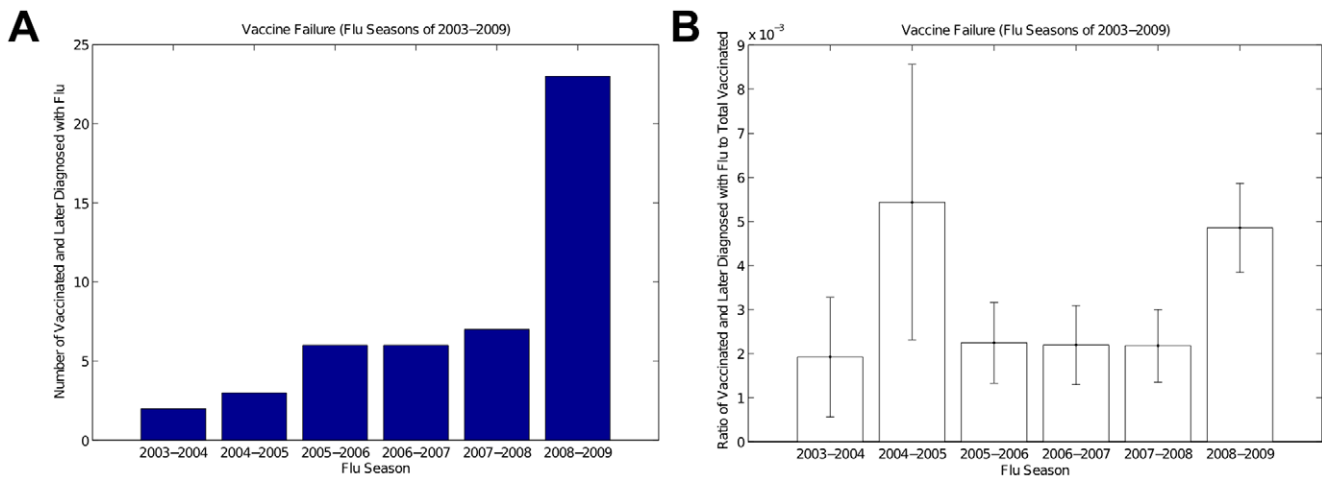 A
Vaccine Failure (Flu Seasons of 2003–2009)
Number of Vaccinated and Later Diagnosed with Flu
25
20
15
10
5
0
2003–2004 2004–2005 2005–2006 2006–2007 2007–2008 2008–2009
Flu Season
B
Vaccine Failure (Flu Seasons of 2003–2009)
x 10⁻³
Ratio of Vaccinated and Later Diagnosed with Flu to Total Vaccinated
9
8
7
6
5
4
3
2
1
0
2003–2004 2004–2005 2005–2006 2006–2007 2007–2008 2008–2009
Flu Season